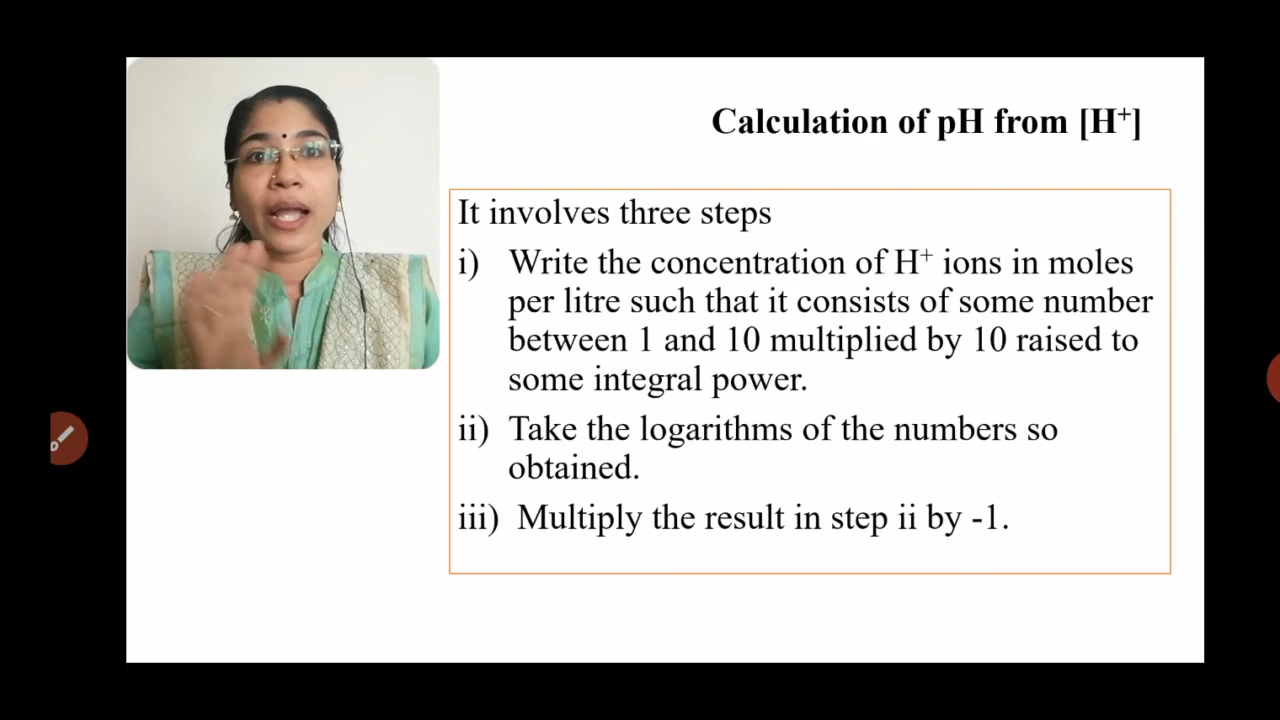 Calculation of pH from [H⁺]
It involves three steps
i) Write the concentration of H⁺ ions in moles
per litre such that it consists of some number
between 1 and 10 multiplied by 10 raised to
some integral power.
ii) Take the logarithms of the numbers so
obtained.
iii) Multiply the result in step ii by -1.